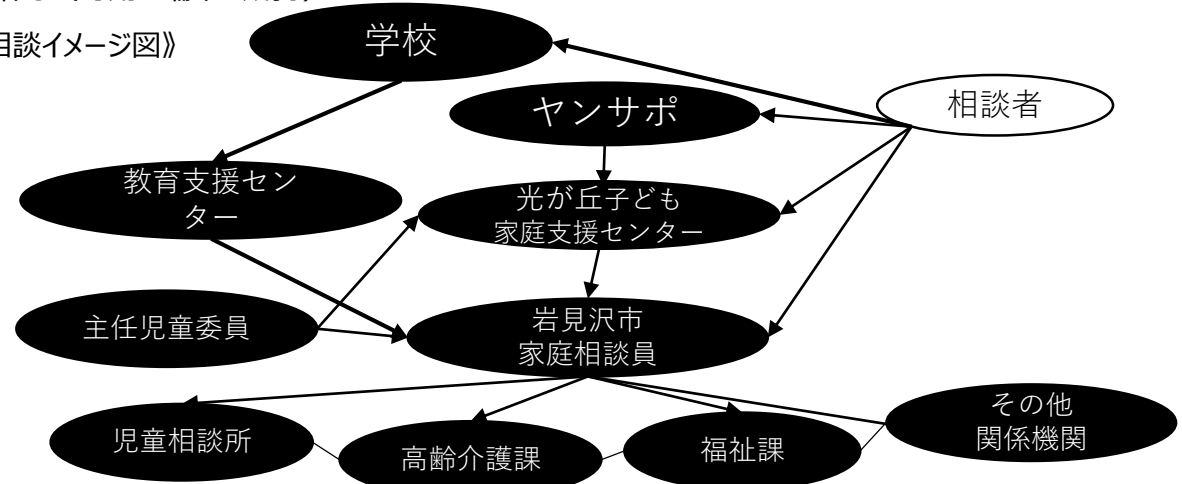 相談イメージ図》
学校
相談者
ヤンサポ
教育支援セン
ター
光が丘子ども
家庭支援センター
主任児童委員
岩見沢市
家庭相談員
児童相談所
高齢介護課
福祉課
その他
関係機関